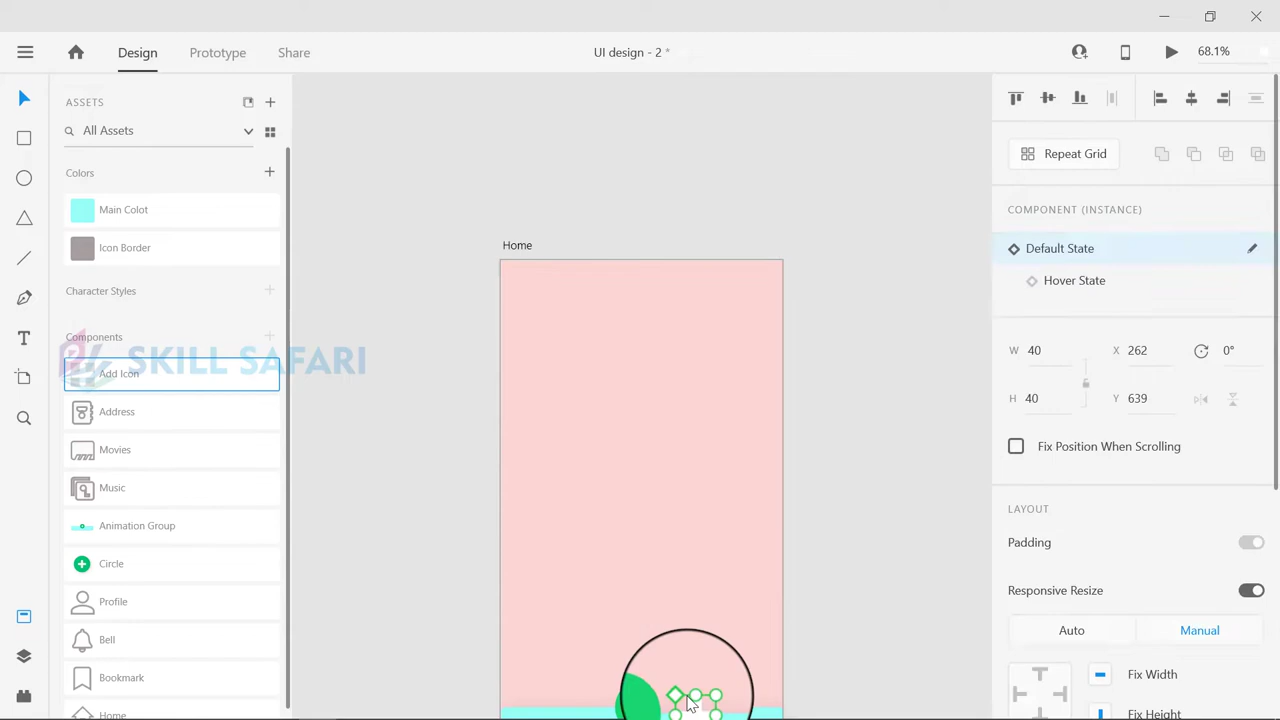 Design
Prototype
Share
UI design - 2 *
68.1%
ASSETS
All Assets
Colors
Main Colot
Icon Border
Character Styles
Components
Add Icon
Address
Movies
Music
Animation Group
Circle
Profile
Bell
Bookmark
Home
SKILL SAFARI
Home
Repeat Grid
COMPONENT (INSTANCE)
Default State
Hover State
W 40 X 262 0°
H 40 Y 639
Fix Position When Scrolling
LAYOUT
Padding
Responsive Resize
Auto Manual
Fix Width
Fix Height